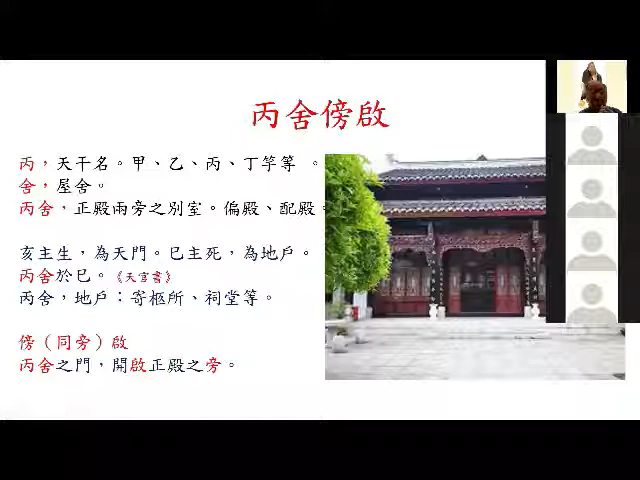 丙舍傍啟
丙，天干名。甲、乙、丙、丁竽等 。
舍，屋舍。
丙舍，正殿兩旁之別室。偏殿、配殿
亥主生，為天門。巳主死，為地戶。
丙舍於巳。《天官書》
丙舍，地戶：寄柩所、祠堂等。
傍（同旁）啟
丙舍之門，開啟正殿之旁。